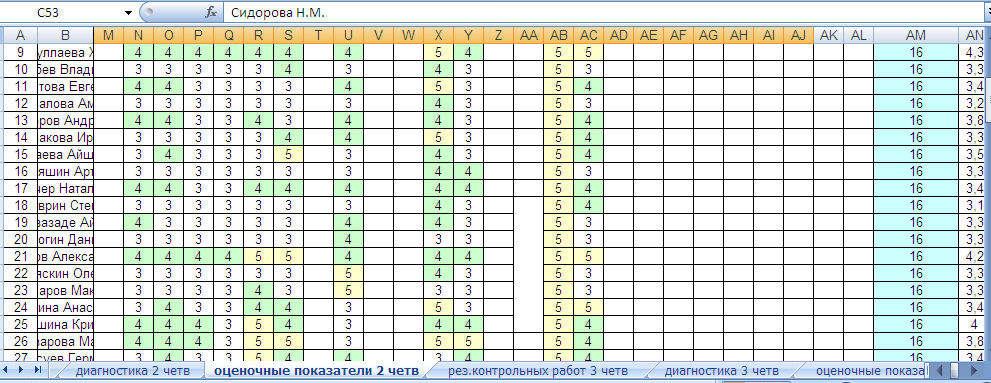 C53 fx Сидорова Н.М.
A B M N O P Q R S T U V W X Y Z AA AB AC AD AE AF AG AH AI AJ AK AL AM AN
9 уллаева 4 4 4 4 4 4 4 5 4 5 5 16 4,3
10 бев Влади 3 3 3 3 3 4 3 4 3 5 3 16 3,3
11 това Евге 4 4 3 3 3 3 4 5 3 5 4 16 3,4
12 алова Ам 3 3 3 3 3 3 3 4 3 5 3 16 3,2
13 ров Андр 4 4 3 3 4 3 4 4 3 5 4 16 3,8
14 акова Ир 3 3 3 3 3 4 4 5 3 5 4 16 3,3
15 аева Айш 3 4 3 3 3 5 3 4 3 5 4 16 3,5
16 яшин Арт 3 3 3 3 3 3 3 4 4 5 3 16 3,3
17 чер Натал 4 4 3 3 4 4 4 4 4 5 4 16 3,4
18 врин Сте 3 3 3 3 3 3 3 4 3 5 4 16 3,1
19 вазаде Ай 4 3 3 3 3 3 4 4 3 5 3 16 3,3
20 огин Дани 3 3 3 3 3 3 4 3 3 5 3 16 3,3
21 ов Алекса 4 4 4 4 5 5 4 4 4 5 5 16 4,2
22 яскин Оле 3 3 3 3 3 3 5 4 3 5 3 16 3,3
23 аров Мак 3 3 3 3 4 3 5 3 3 5 3 16 3,3
24 ина Анас 3 4 3 3 4 4 3 5 3 5 5 16 3,4
25 шина Кри 4 4 4 3 5 4 3 4 4 5 4 16 4
26 варова Ма 4 4 4 3 5 5 3 5 5 5 4 16 3,8
27 суев Герм 3 4 3 3 5 4 4 3 4 5 4 16 3,4
диагностика 2 четв оценочные показатели 2 четв рез.контрольных работ 3 четв диагностика 3 четв оценочные показа